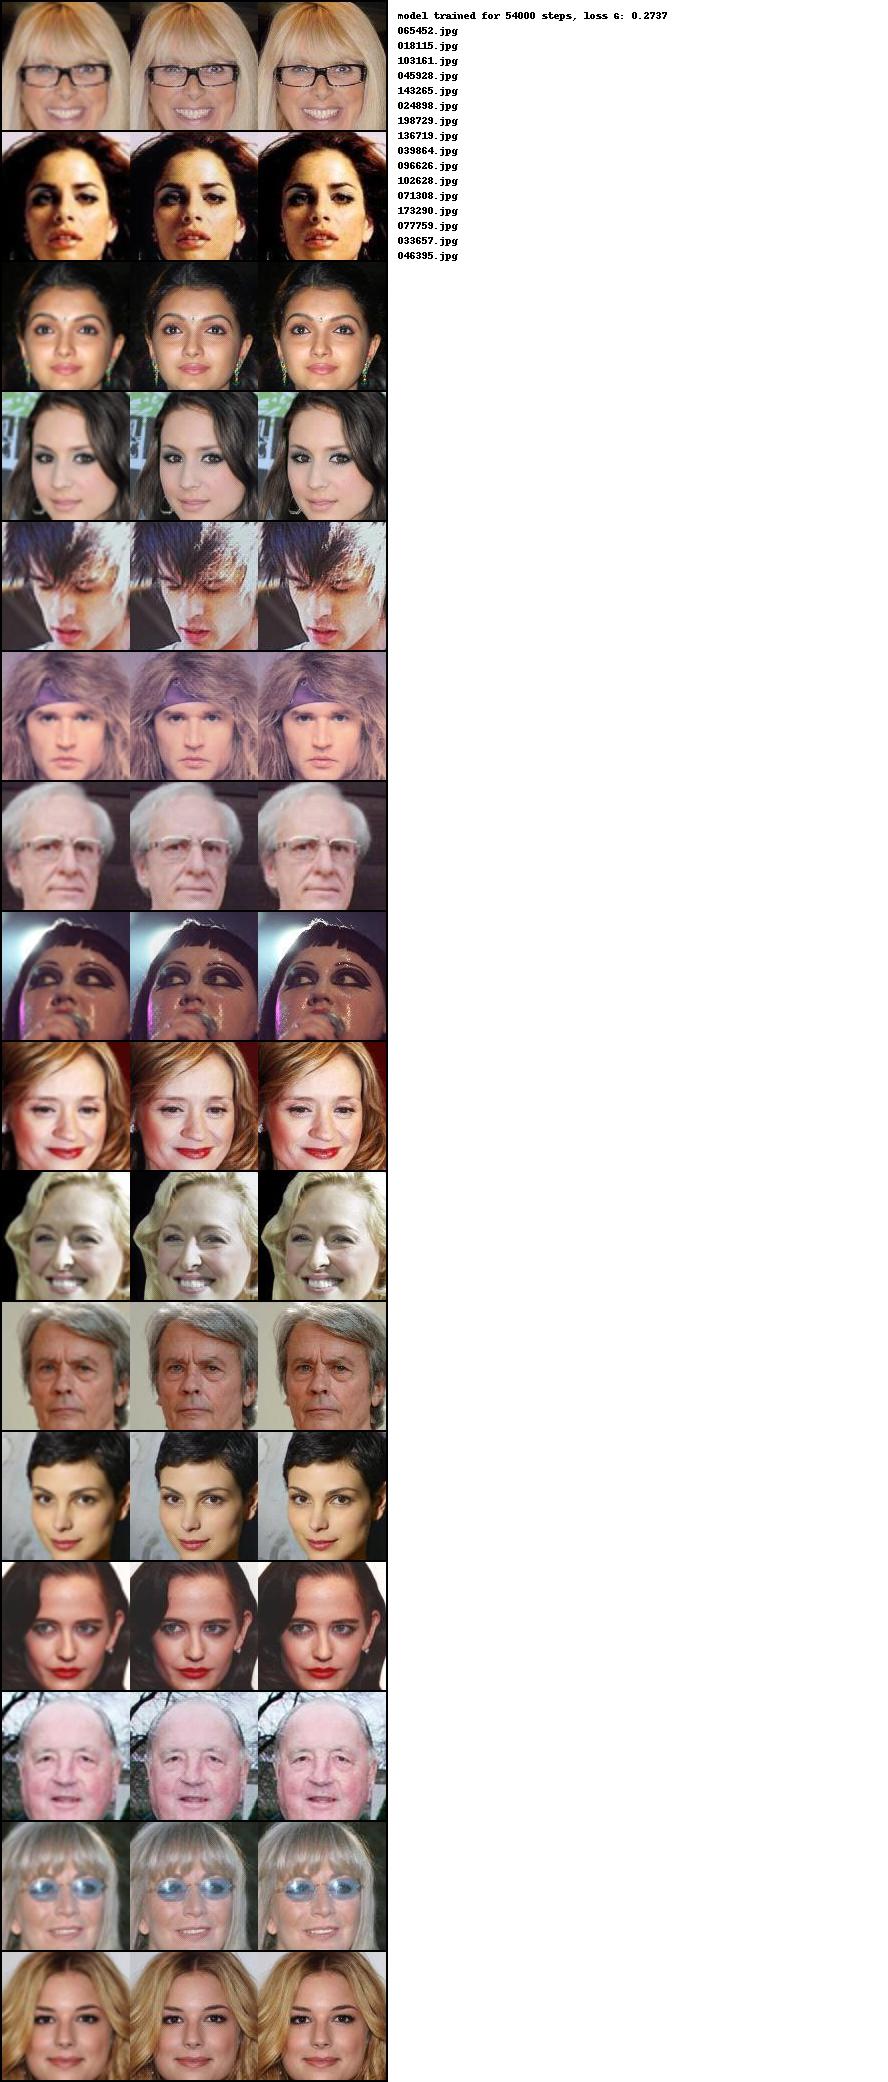 model trained for 54000 steps, loss G: 0.2737
065452.jpg
018115.jpg
103161.jpg
045928.jpg
143265.jpg
024898.jpg
198729.jpg
136719.jpg
039864.jpg
096626.jpg
102628.jpg
071308.jpg
173290.jpg
077759.jpg
033657.jpg
046395.jpg